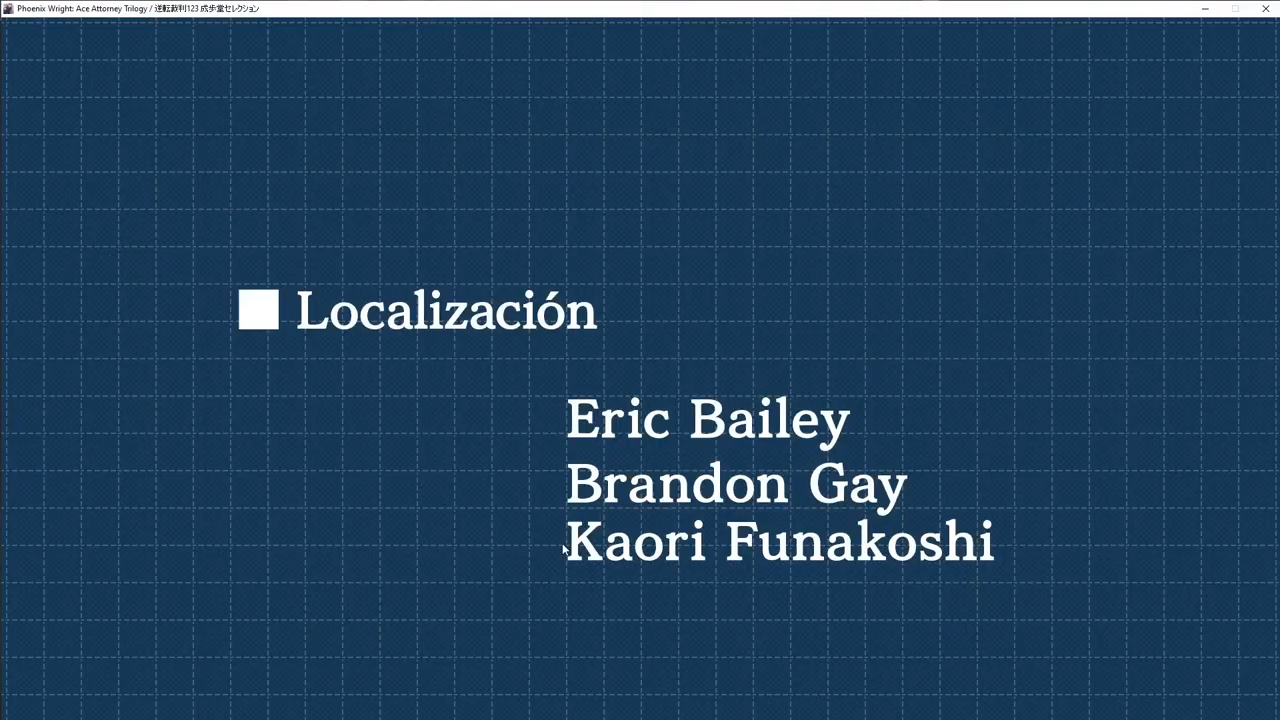 Phoenix Wright: Ace Attorney Trilogy / 逆転裁判123 成歩堂セレクション
■ Localización
Eric Bailey
Brandon Gay
Kaori Funakoshi